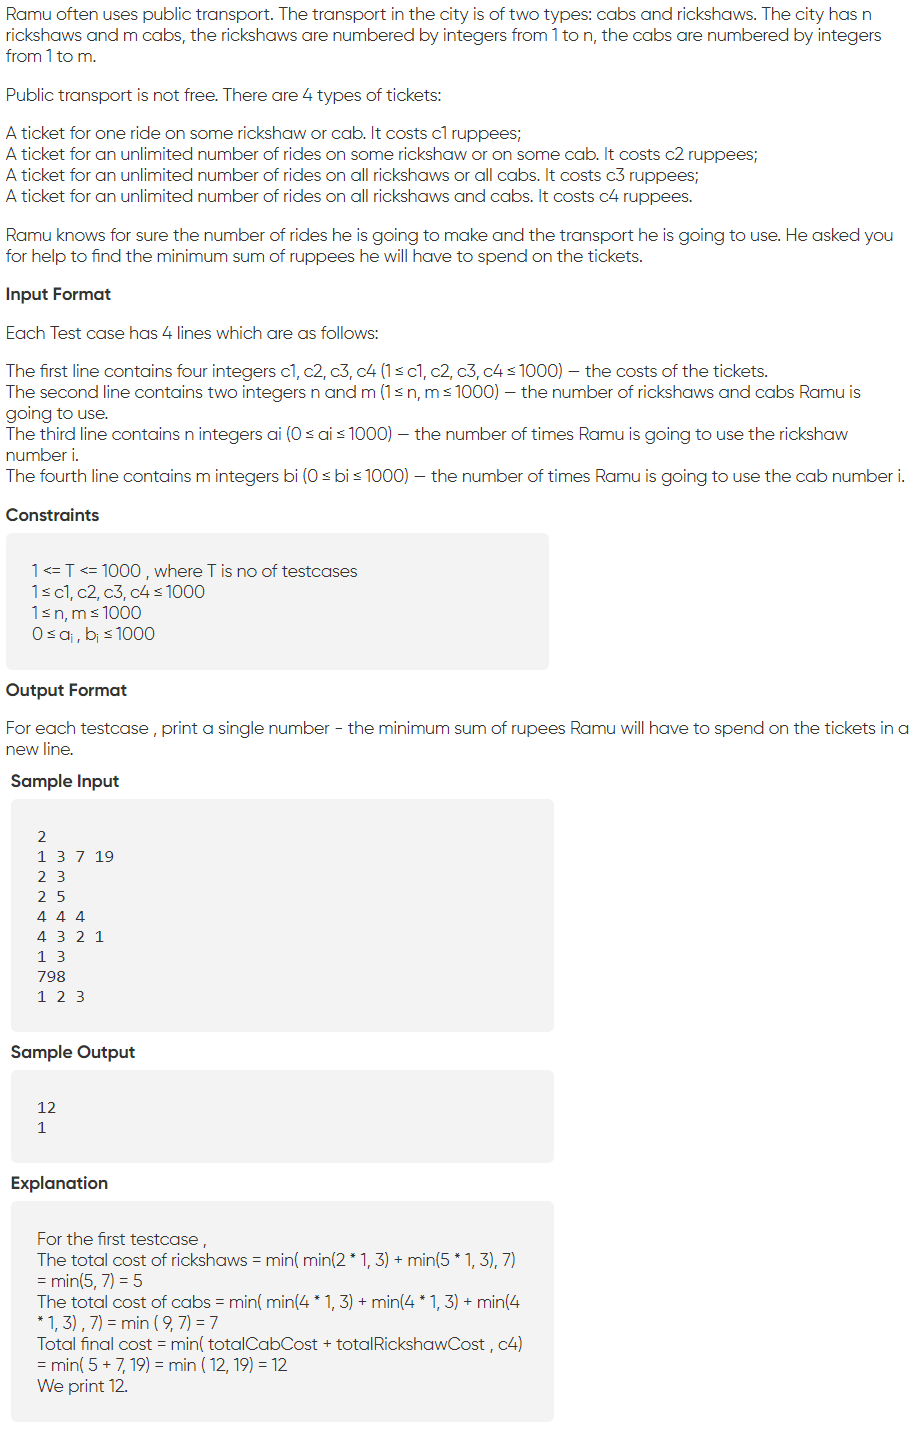 Ramu often uses public transport. The transport in the city is of two types: cabs and rickshaws. The city has n
rickshaws and m cabs, the rickshaws are numbered by integers from 1 to n, the cabs are numbered by integers
from 1 to m.
Public transport is not free. There are 4 types of tickets:
A ticket for one ride on some rickshaw or cab. It costs c1 ruppees;
A ticket for an unlimited number of rides on some rickshaw or on some cab. It costs c2 ruppees;
A ticket for an unlimited number of rides on all rickshaws or all cabs. It costs c3 ruppees;
A ticket for an unlimited number of rides on all rickshaws and cabs. It costs c4 ruppees.
Ramu knows for sure the number of rides he is going to make and the transport he is going to use. He asked you
for help to find the minimum sum of ruppees he will have to spend on the tickets.
Input Format
Each Test case has 4 lines which are as follows:
The first line contains four integers c1, c2, c3, c4 (1 ≤ c1, c2, c3, c4 ≤ 1000) – the costs of the tickets.
The second line contains two integers n and m (1 ≤ n, m ≤ 1000) – the number of rickshaws and cabs Ramu is
going to use.
The third line contains n integers ai (0 ≤ ai ≤ 1000) – the number of times Ramu is going to use the rickshaw
number i.
The fourth line contains m integers bi (0 ≤ bi ≤ 1000) – the number of times Ramu is going to use the cab number i.
Constraints
1 <= T <= 1000 , where T is no of testcases
1 ≤ c1, c2, c3, c4 ≤ 1000
1 ≤ n, m ≤ 1000
0 ≤ aᵢ , bᵢ ≤ 1000
Output Format
For each testcase , print a single number - the minimum sum of rupees Ramu will have to spend on the tickets in a
new line.
Sample Input
2
1 3 7 19
2 3
2 5
4 4 4
4 3 2 1
1 3
798
1 2 3
Sample Output
12
1
Explanation
For the first testcase ,
The total cost of rickshaws = min( min(2 * 1, 3) + min(5 * 1, 3), 7)
= min(5, 7) = 5
The total cost of cabs = min( min(4 * 1, 3) + min(4 * 1, 3) + min(4
* 1, 3) , 7) = min ( 9, 7) = 7
Total final cost = min( totalCabCost + totalRickshawCost , c4)
= min( 5 + 7, 19) = min ( 12, 19) = 12
We print 12.